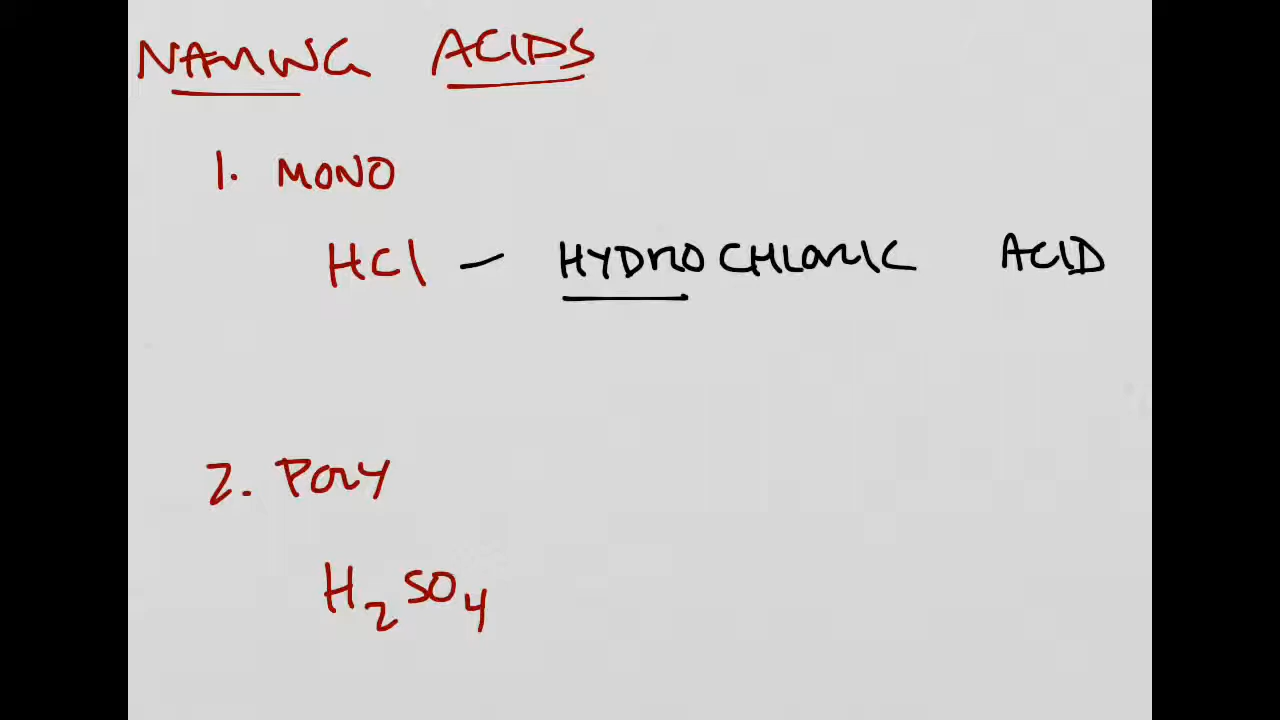 NAMING ACIDS
1. MONO
HCl – HYDROCHLORIC ACID
2. POLY
H₂SO₄